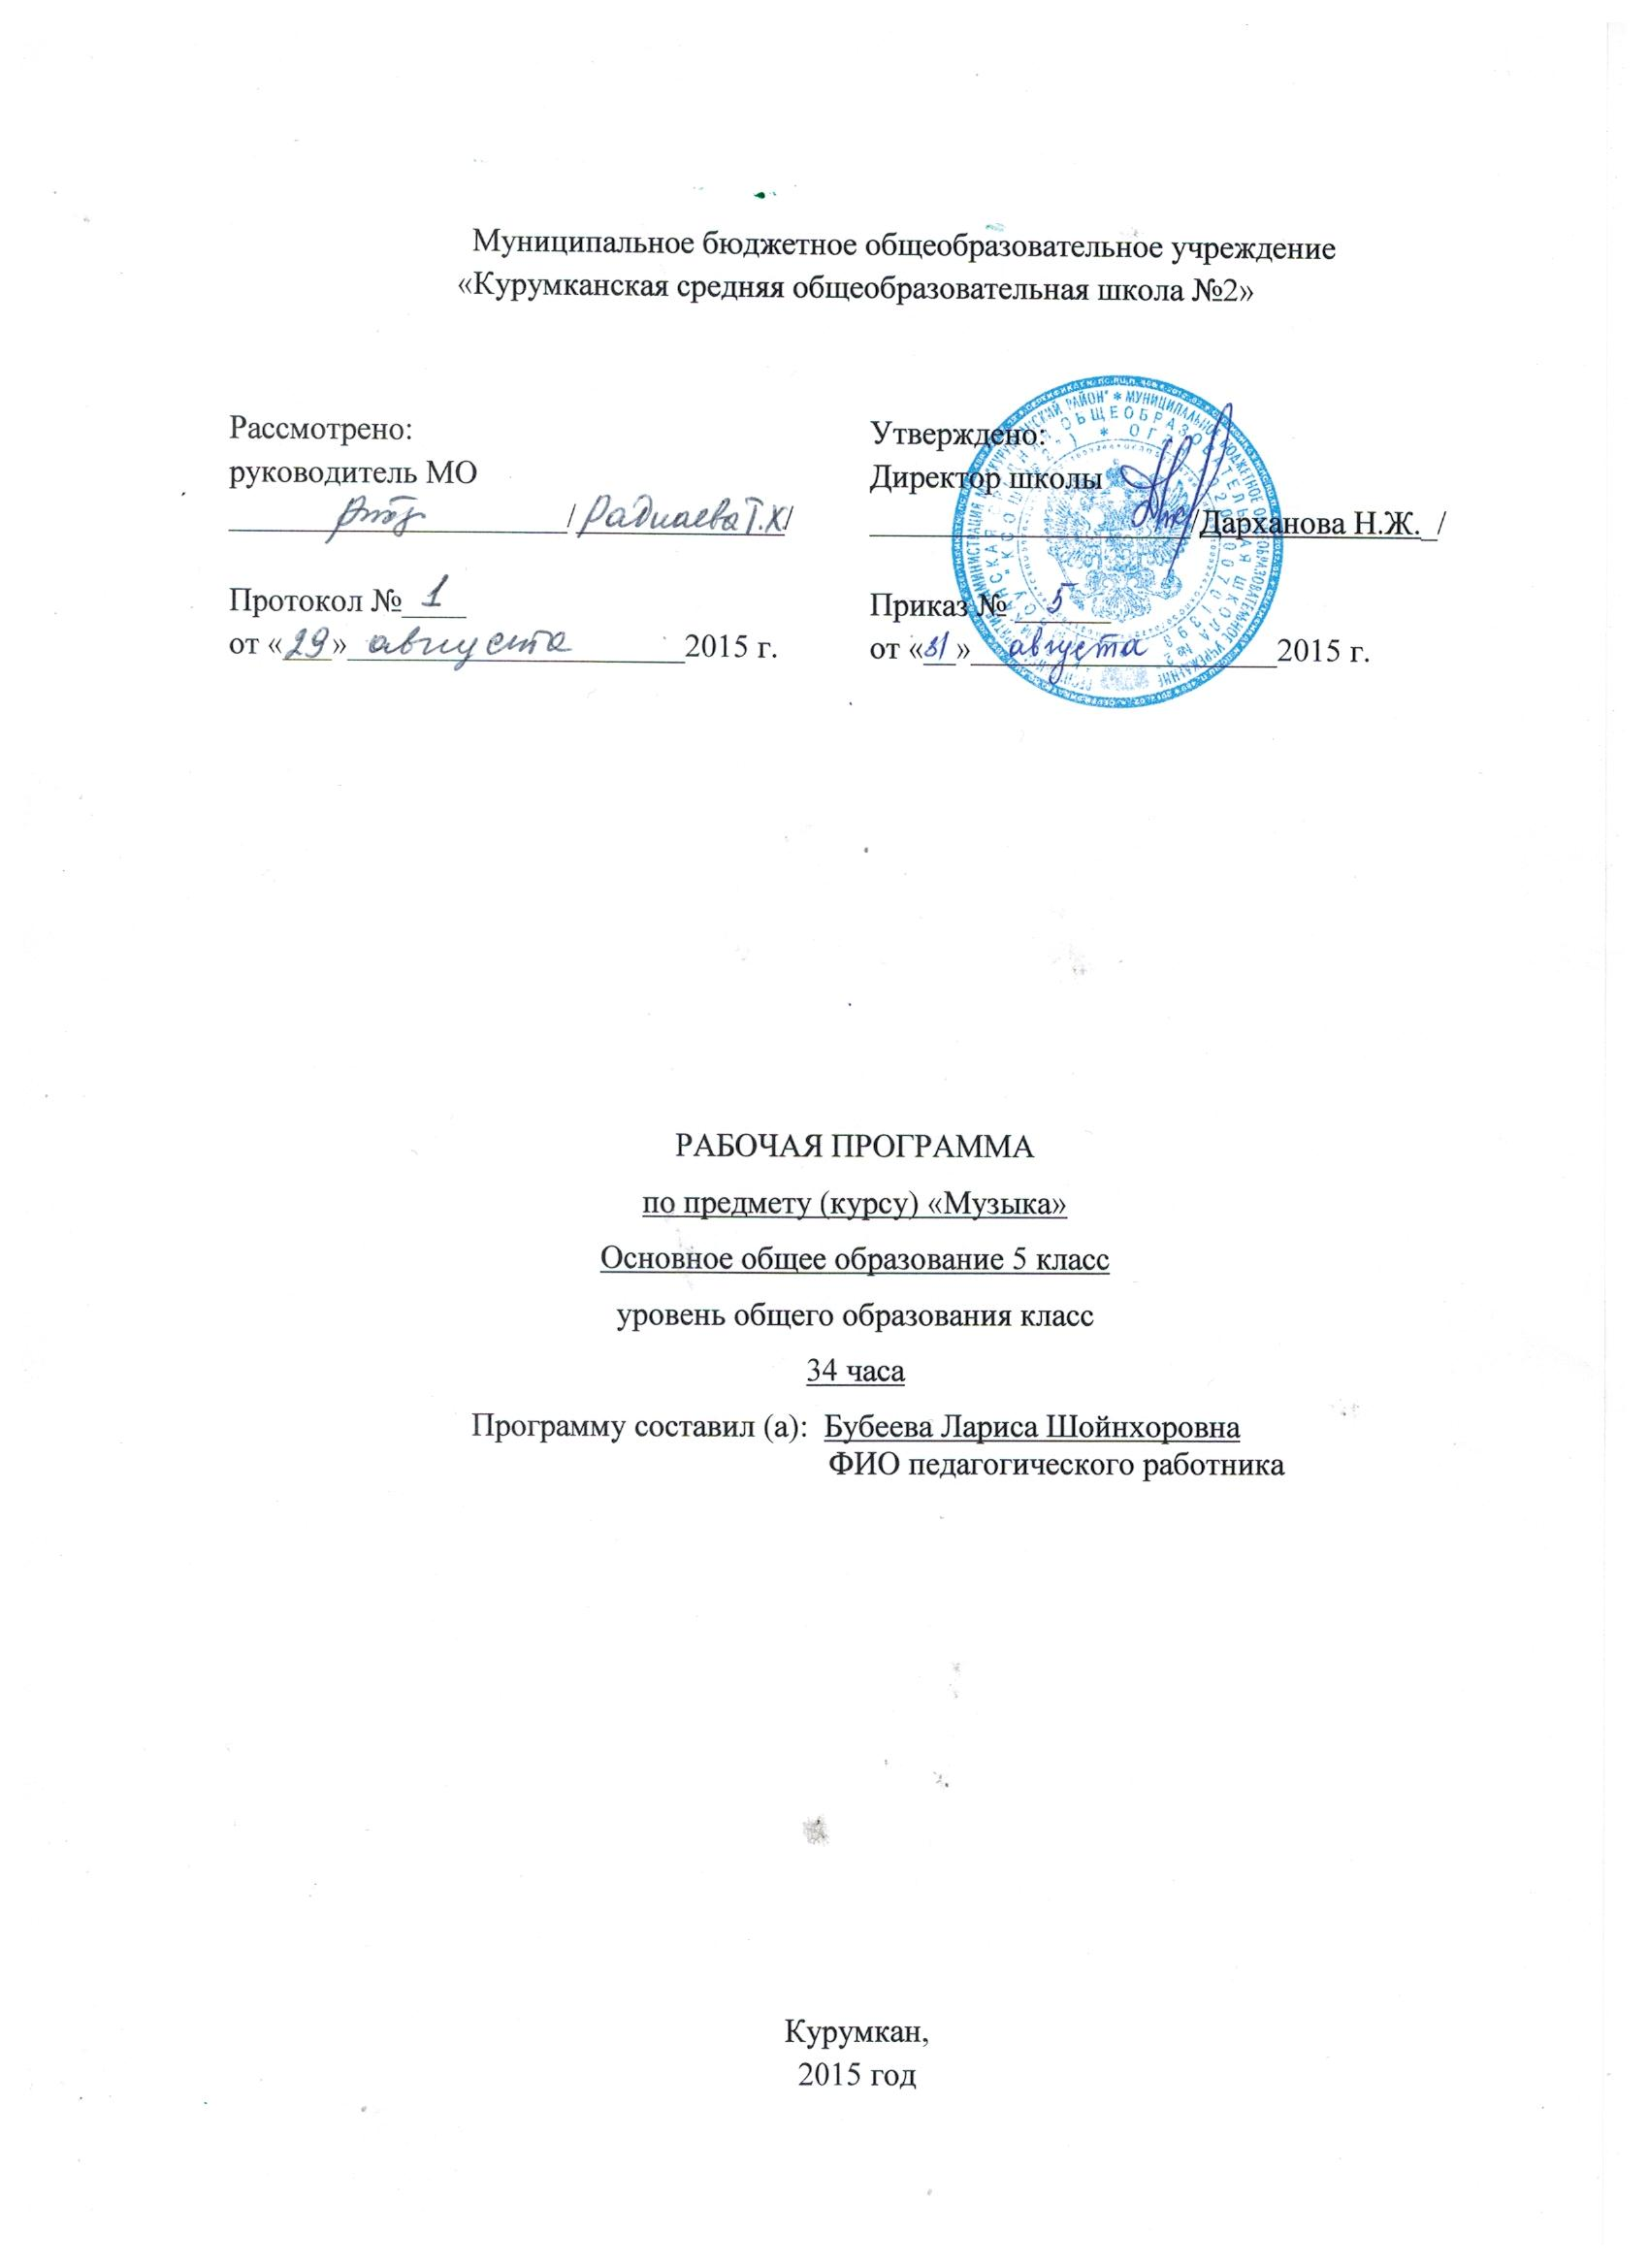 Муниципальное бюджетное общеобразовательное учреждение
«Курумканская средняя общеобразовательная школа №2»
Рассмотрено:
руководитель МО
/ Раднаева Т.Х/
Протокол № 1
от «29» августа 2015 г.
Утверждено:
Директор школы
/Дарханова Н.Ж. /
Приказ № 5
от «31» августа 2015 г.
РАБОЧАЯ ПРОГРАММА
по предмету (курсу) «Музыка»
Основное общее образование 5 класс
уровень общего образования класс
34 часа
Программу составил (а): Бубеева Лариса Шойнхоровна
ФИО педагогического работника
Курумкан,
2015 год